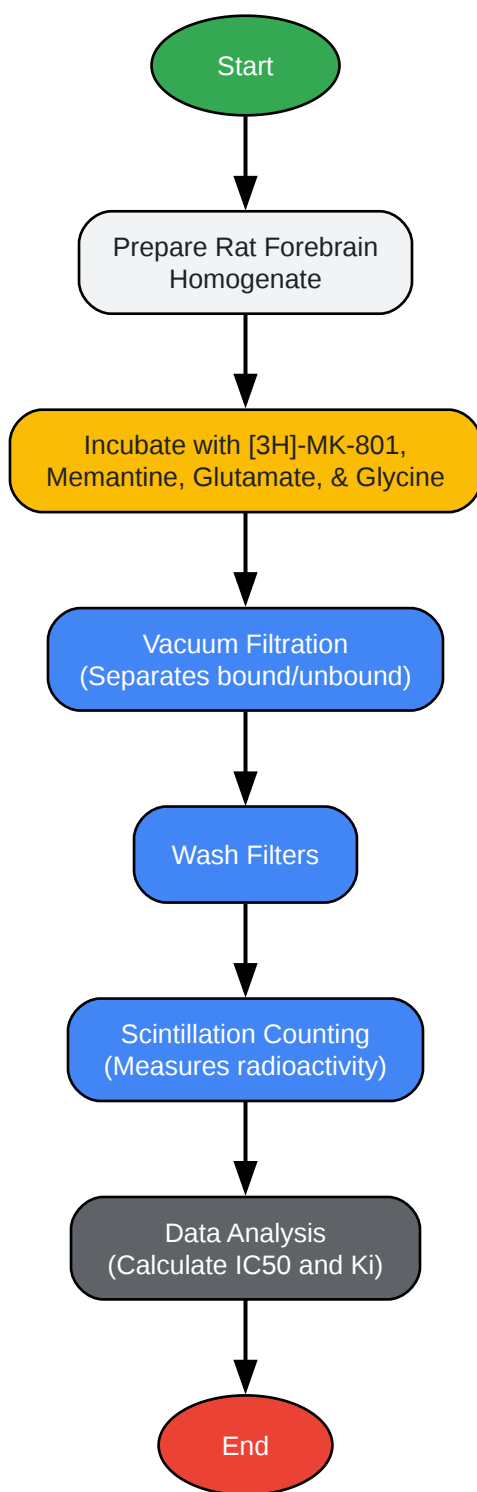 Start
Prepare Rat Forebrain
Homogenate
Incubate with [3H]-MK-801,
Memantine, Glutamate, & Glycine
Vacuum Filtration
(Separates bound/unbound)
Wash Filters
Scintillation Counting
(Measures radioactivity)
Data Analysis
(Calculate IC50 and Ki)
End